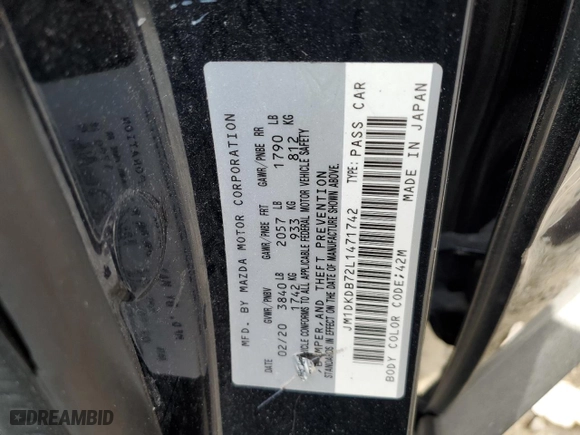 MFD. BY MAZDA MOTOR CORPORATION
DATE GVWR/PNBV GAWR/PNBE FRT GAWR/PNBE RR
02/20 3840 LB 2057 LB 1790 LB
1742 KG 933 KG 812 KG
VEHICLE CONFORMS TO ALL APPLICABLE FEDERAL MOTOR VEHICLE SAFETY
BUMPER, AND THEFT PREVENTION
STANDARDS IN EFFECT ON THE DATE OF MANUFACTURE SHOWN ABOVE.
JM1DKDB72L1471742 TYPE: PASS CAR
BODY COLOR CODE; 42M MADE IN JAPAN
DREAMBID